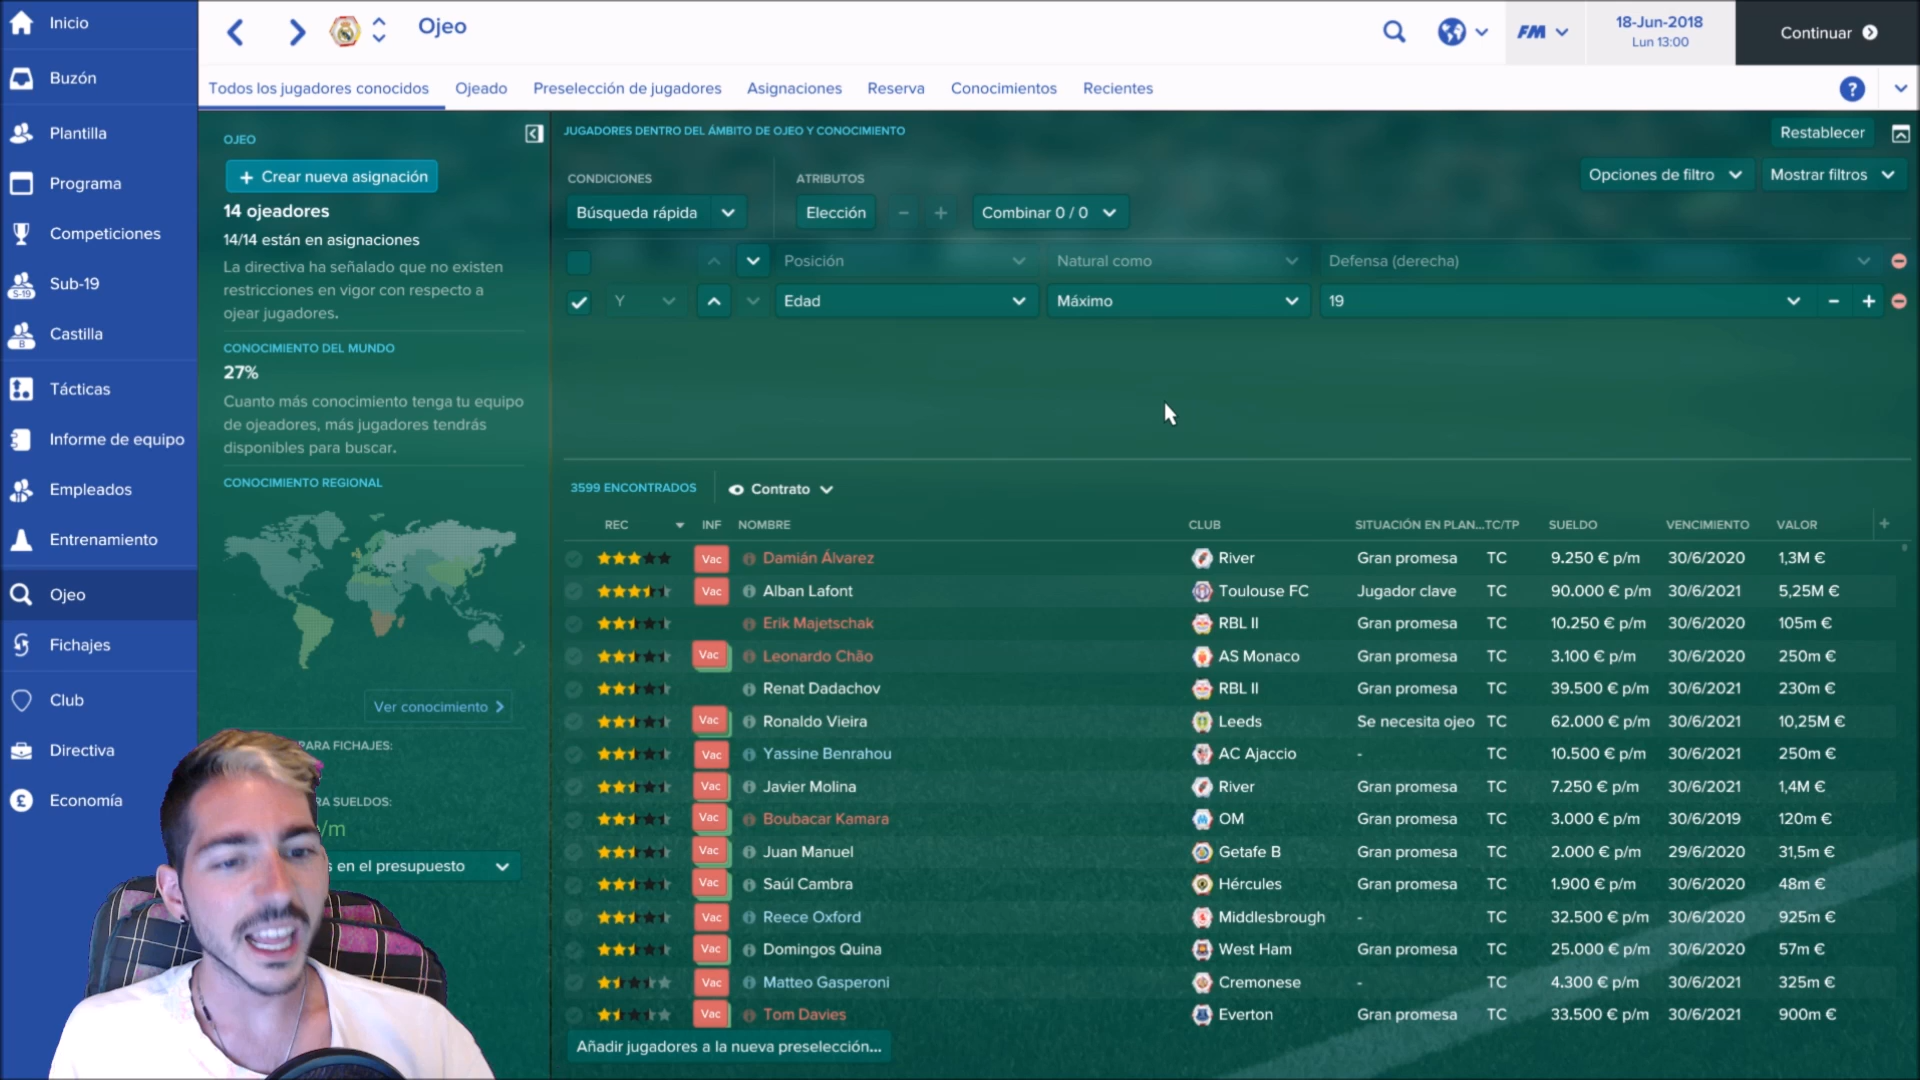 Inicio
Buzón
Plantilla
Programa
Competiciones
S-19
Sub-19
B
Castilla
Tácticas
Informe de equipo
Empleados
Entrenamiento
Ojeo
Fichajes
Club
Directiva
£
Economía
Ojeo
FM
18-Jun-2018
Lun 13:00
Continuar
Todos los jugadores conocidos
Ojeado
Preselección de jugadores
Asignaciones
Reserva
Conocimientos
Recientes
?
OJEO
+ Crear nueva asignación
14 ojeadores
14/14 están en asignaciones
La directiva ha señalado que no existen
restricciones en vigor con respecto a
ojear jugadores.
CONOCIMIENTO DEL MUNDO
27%
Cuanto más conocimiento tenga tu equipo
de ojeadores, más jugadores tendrás
disponibles para buscar.
CONOCIMIENTO REGIONAL
Ver conocimiento
PARA FICHAJES:
RA SUELDOS:
/m
s en el presupuesto
JUGADORES DENTRO DEL ÁMBITO DE OJEO Y CONOCIMIENTO
Restablecer
Opciones de filtro
Mostrar filtros
CONDICIONES
ATRIBUTOS
Búsqueda rápida
Elección
− +
Combinar 0 / 0
Posición Natural como Defensa (derecha)
Y Edad Máximo 19 − +
3599 ENCONTRADOS
Contrato
REC INF NOMBRE CLUB SITUACIÓN EN PLAN...TC/TP SUELDO VENCIMIENTO VALOR +
Vac Damián Álvarez River Gran promesa TC 9.250 € p/m 30/6/2020 1,3M €
Vac Alban Lafont Toulouse FC Jugador clave TC 90.000 € p/m 30/6/2021 5,25M €
Erik Majetschak RBL II Gran promesa TC 10.250 € p/m 30/6/2020 105m €
Vac Leonardo Chão AS Monaco Gran promesa TC 3.100 € p/m 30/6/2020 250m €
Renat Dadachov RBL II Gran promesa TC 39.500 € p/m 30/6/2021 230m €
Vac Ronaldo Vieira Leeds Se necesita ojeo TC 62.000 € p/m 30/6/2021 10,25M €
Vac Yassine Benrahou AC Ajaccio - TC 10.500 € p/m 30/6/2021 250m €
Vac Javier Molina River Gran promesa TC 7.250 € p/m 30/6/2020 1,4M €
Vac Boubacar Kamara OM Gran promesa TC 3.000 € p/m 30/6/2019 120m €
Vac Juan Manuel Getafe B Gran promesa TC 2.000 € p/m 29/6/2020 31,5m €
Vac Saúl Cambra Hércules Gran promesa TC 1.900 € p/m 30/6/2020 48m €
Vac Reece Oxford Middlesbrough - TC 32.500 € p/m 30/6/2020 925m €
Vac Domingos Quina West Ham Gran promesa TC 25.000 € p/m 30/6/2020 57m €
Vac Matteo Gasperoni Cremonese - TC 4.300 € p/m 30/6/2021 325m €
Vac Tom Davies Everton Gran promesa TC 33.500 € p/m 30/6/2021 900m €
Añadir jugadores a la nueva preselección...